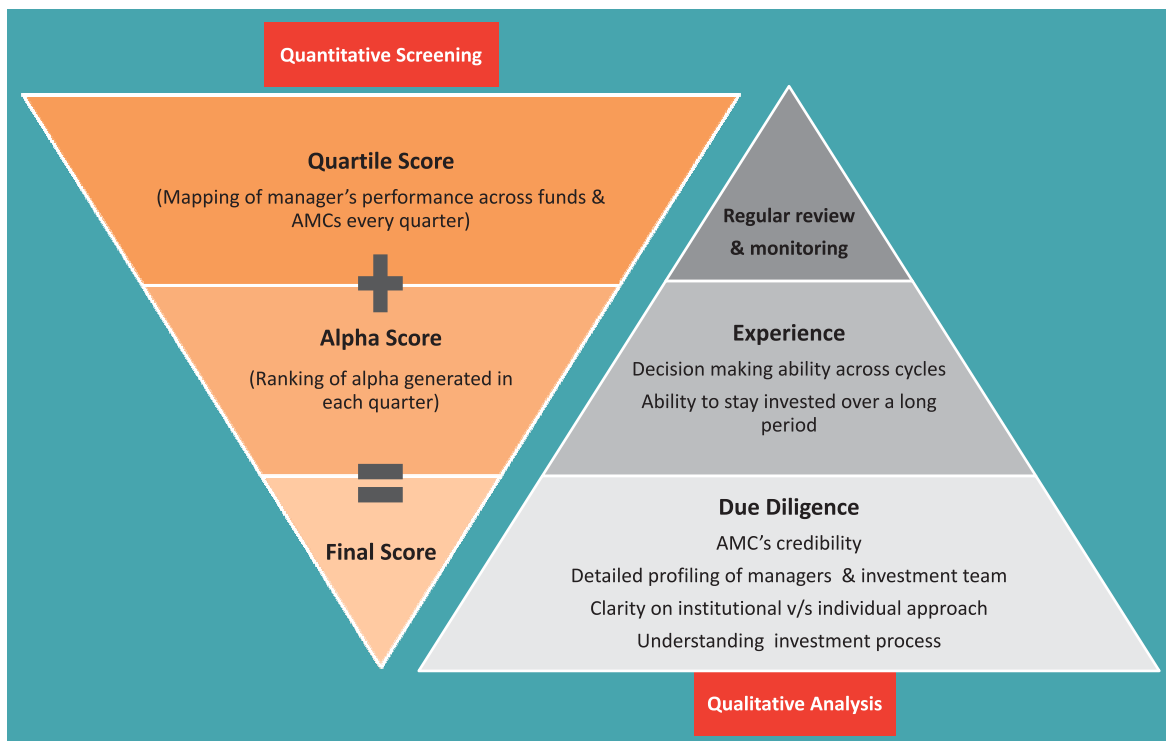 Quantitative Screening
Quartile Score
(Mapping of manager’s performance across funds &
AMCs every quarter)
+
Alpha Score
(Ranking of alpha generated in
each quarter)
=
Final Score
Regular review
& monitoring
Experience
Decision making ability across cycles
Ability to stay invested over a long
period
Due Diligence
AMC’s credibility
Detailed profiling of managers & investment team
Clarity on institutional v/s individual approach
Understanding investment process
Qualitative Analysis